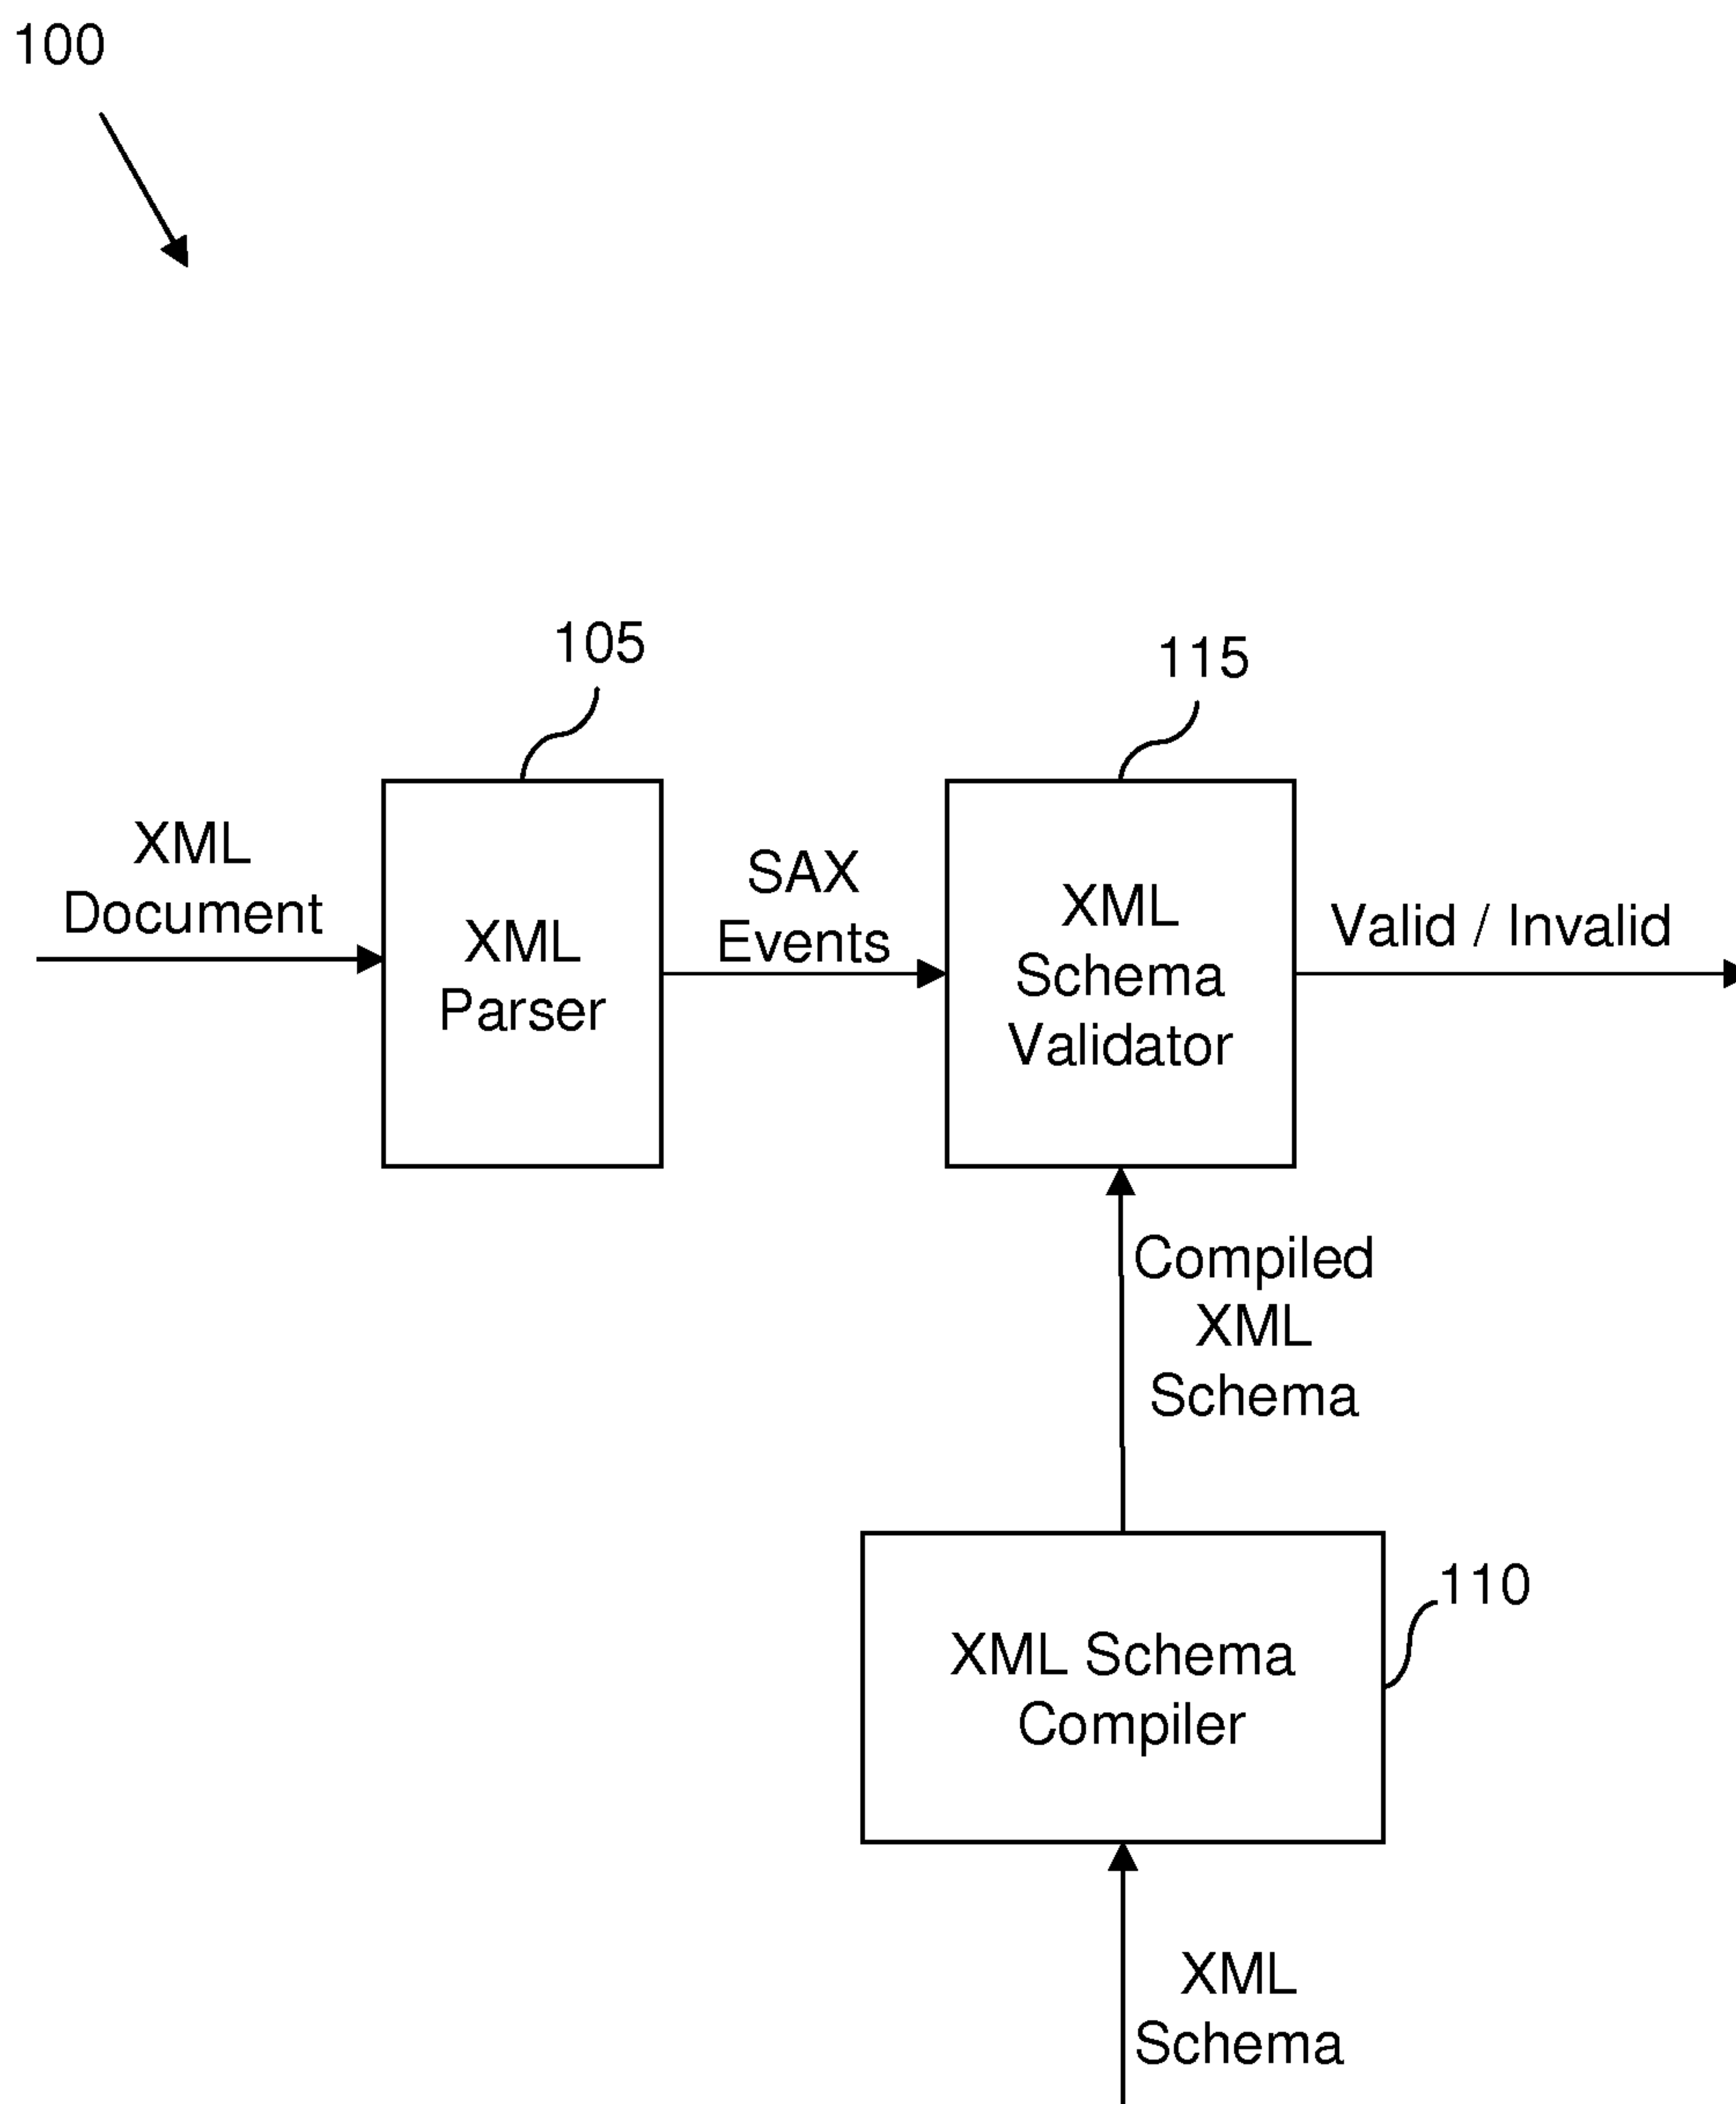 100
105
115
XML
Document
XML
Parser
SAX
Events
XML
Schema
Validator
Valid / Invalid
Compiled
XML
Schema
110
XML Schema
Compiler
XML
Schema